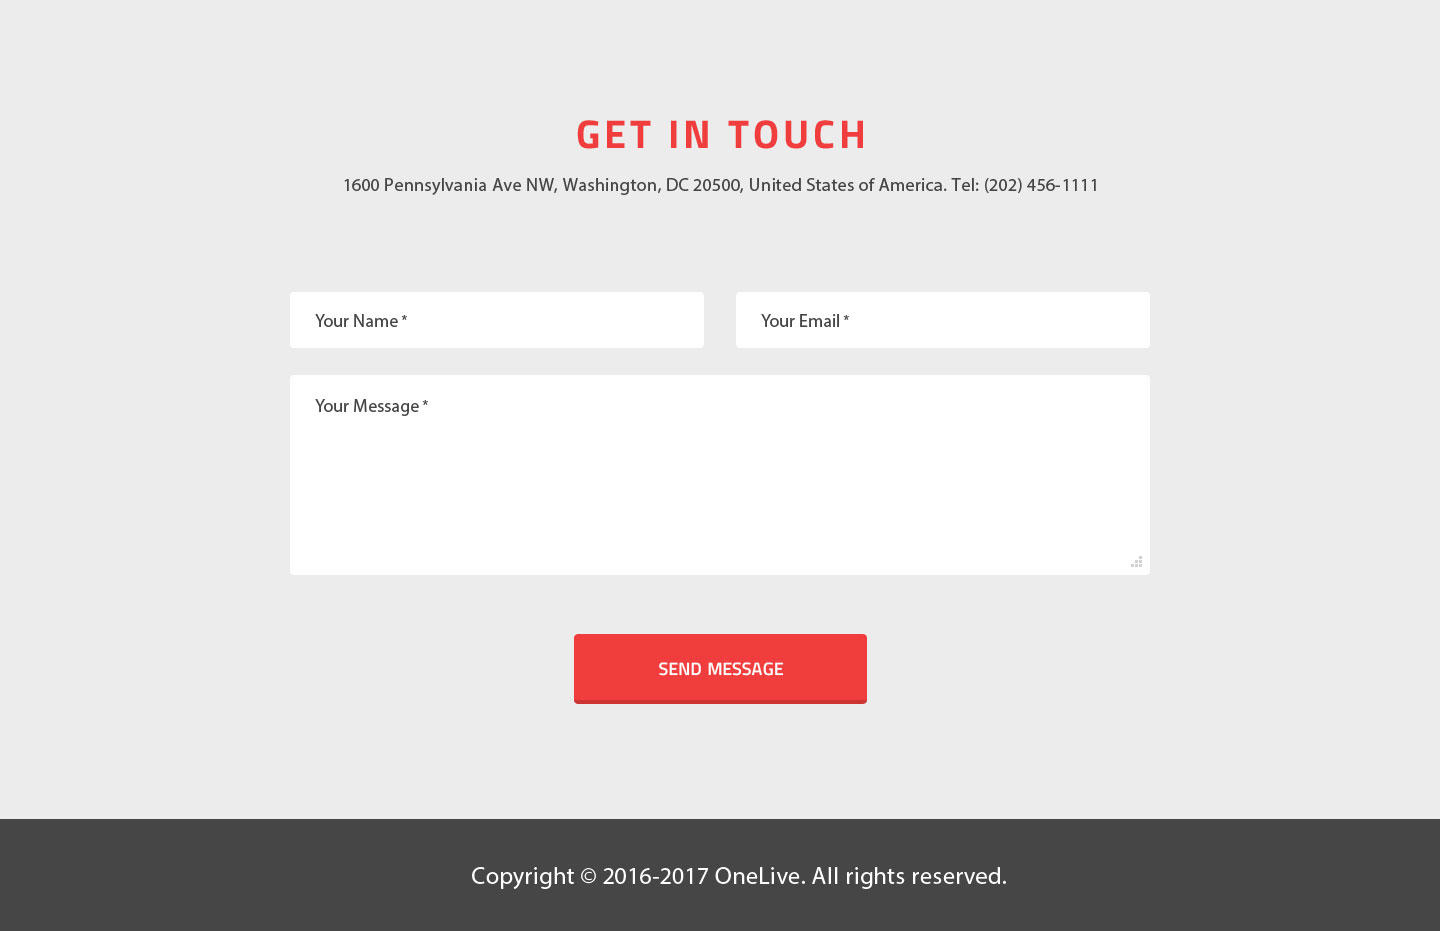 GET IN TOUCH
1600 Pennsylvania Ave NW, Washington, DC 20500, United States of America. Tel: (202) 456-1111
Your Name *
Your Email *
Your Message *
SEND MESSAGE
Copyright © 2016-2017 OneLive. All rights reserved.